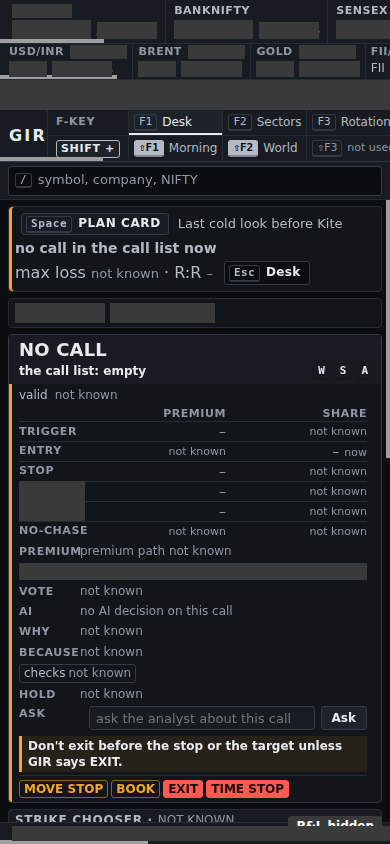 BANKNIFTY SENSEX
USD/INR BRENT GOLD FII/
FII
GIR
F-KEY F1 Desk F2 Sectors F3 Rotation
SHIFT + ⇧F1 Morning ⇧F2 World ⇧F3 not used
/ symbol, company, NIFTY
Space PLAN CARD Last cold look before Kite
no call in the call list now
max loss not known · R:R – Esc Desk
NO CALL
the call list: empty W S A
valid not known
PREMIUM SHARE
TRIGGER – not known
ENTRY not known – now
STOP – not known
– not known
– not known
NO-CHASE not known not known
PREMIUM premium path not known
VOTE not known
AI no AI decision on this call
WHY not known
BECAUSE not known
checks not known
HOLD not known
ASK ask the analyst about this call Ask
Don't exit before the stop or the target unless
GIR says EXIT.
MOVE STOP BOOK EXIT TIME STOP
STRIKE CHOOSER · NOT KNOWN
P&L hidden